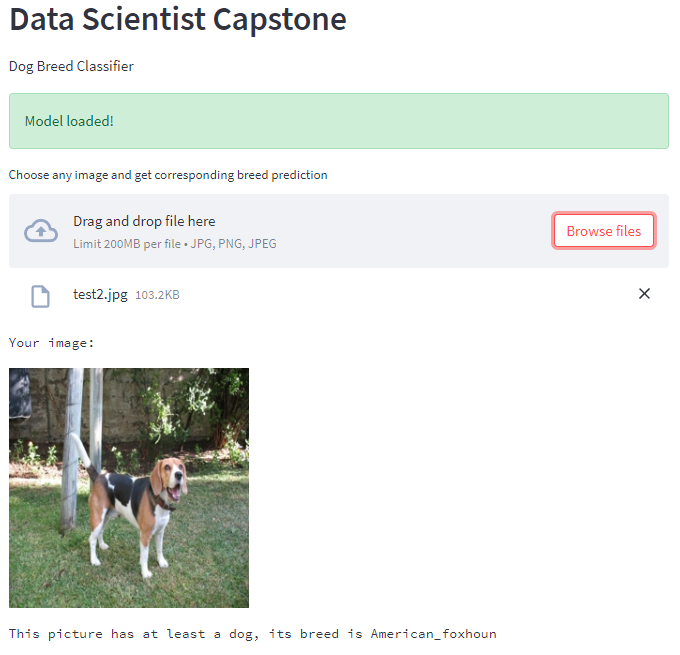 Data Scientist Capstone
Dog Breed Classifier
Model loaded!
Choose any image and get corresponding breed prediction
Drag and drop file here
Limit 200MB per file • JPG, PNG, JPEG
Browse files
test2.jpg 103.2KB
Your image:
This picture has at least a dog, its breed is American_foxhoun